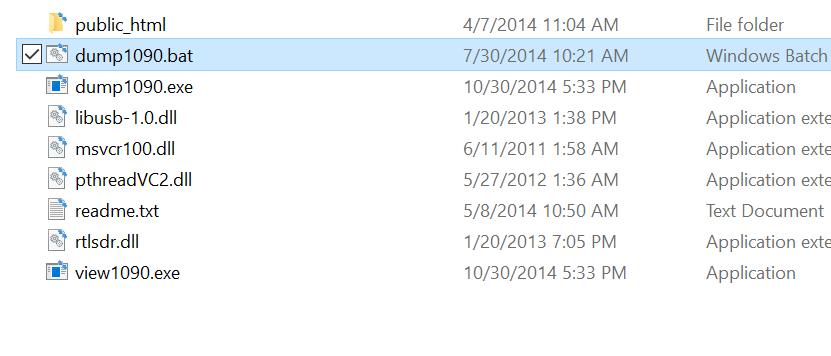 public_html 4/7/2014 11:04 AM File folder
dump1090.bat 7/30/2014 10:21 AM Windows Batch
dump1090.exe 10/30/2014 5:33 PM Application
libusb-1.0.dll 1/20/2013 1:38 PM Application exte
msvcr100.dll 6/11/2011 1:58 AM Application exte
pthreadVC2.dll 5/27/2012 1:36 AM Application exte
readme.txt 5/8/2014 10:50 AM Text Document
rtlsdr.dll 1/20/2013 7:05 PM Application exte
view1090.exe 10/30/2014 5:33 PM Application